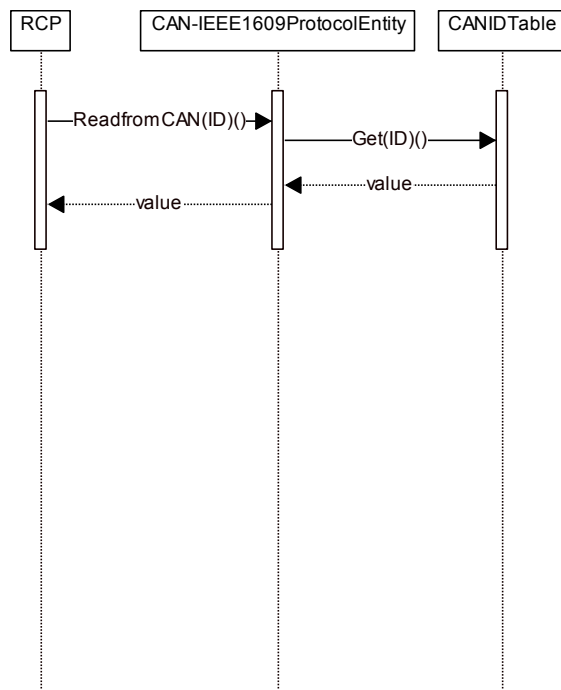 RCP
CAN-IEEE1609ProtocolEntity
CANIDTable
ReadfromCAN(ID)()
Get(ID)()
value
value